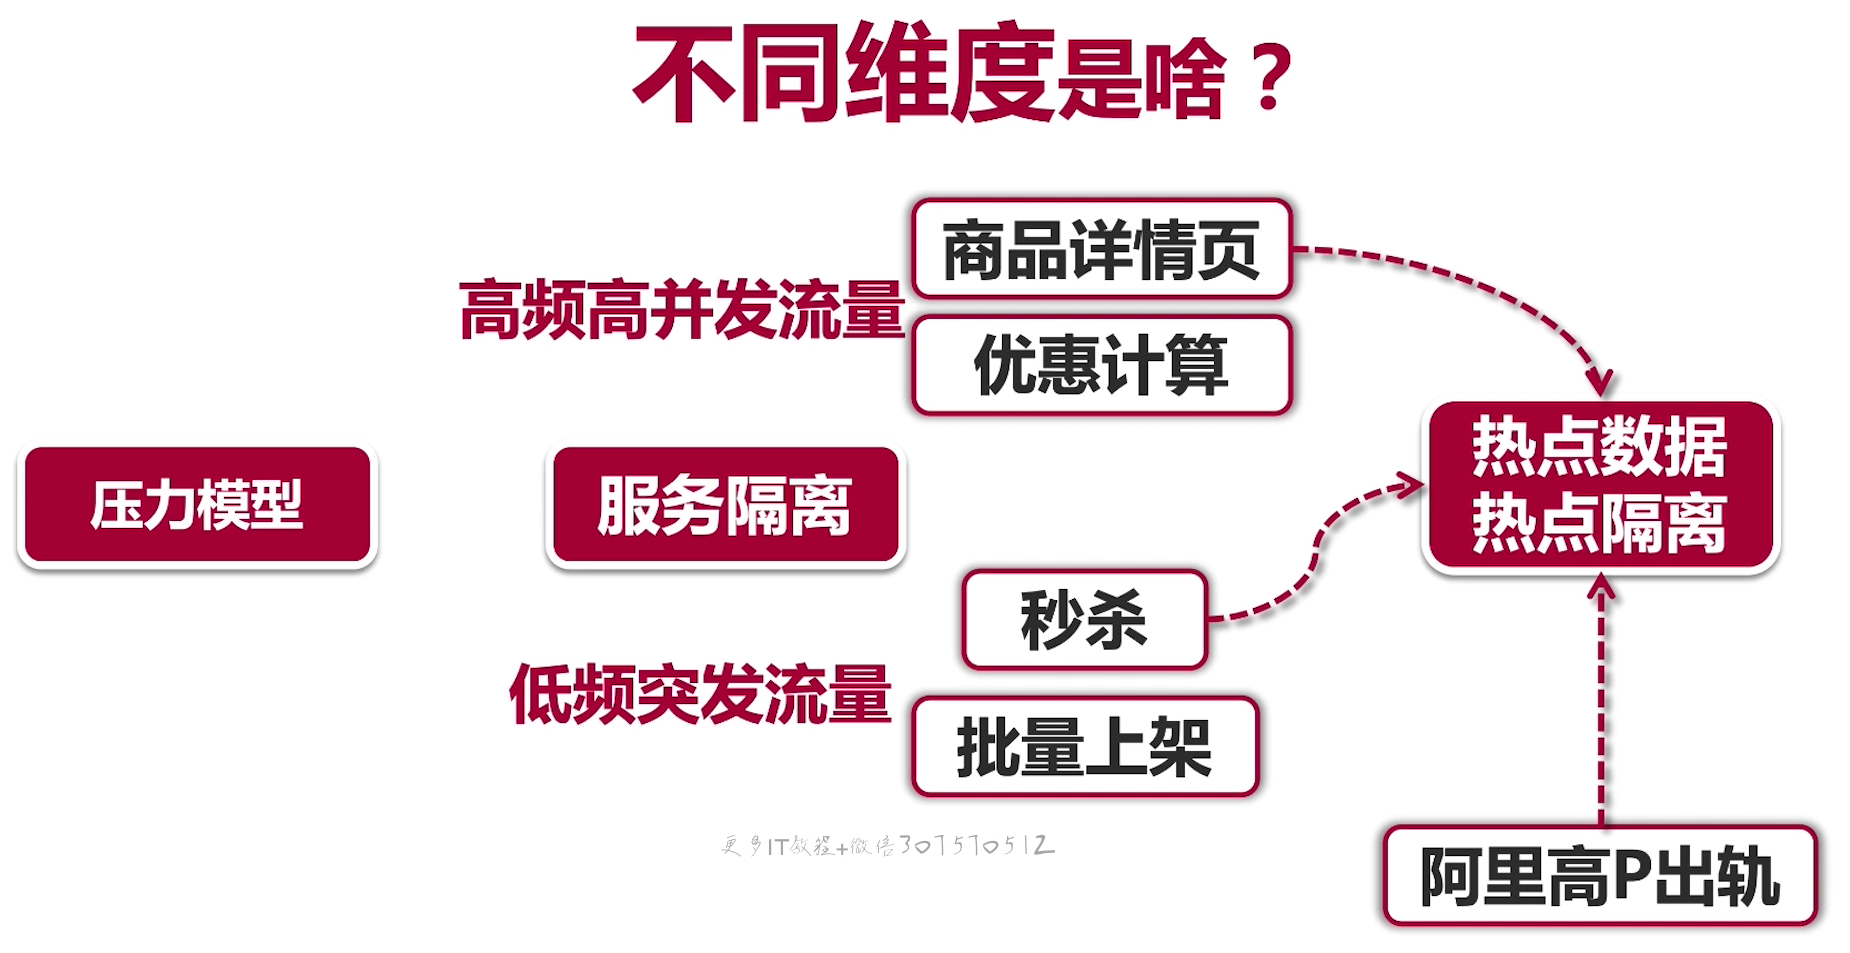 不同维度是啥？
商品详情页
高频高并发流量
优惠计算
热点数据
热点隔离
压力模型
服务隔离
秒杀
低频突发流量
批量上架
更多IT教程+微信307570512
阿里高P出轨